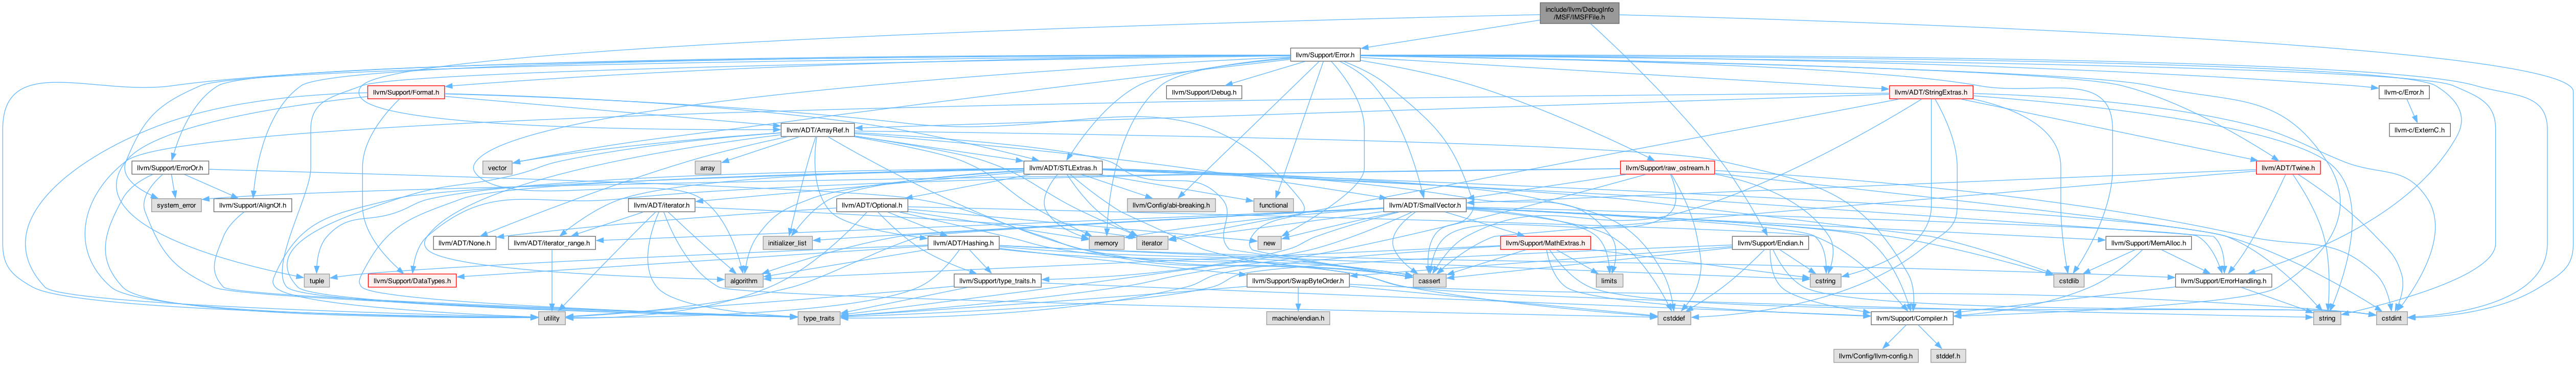 include/llvm/DebugInfo
/MSF/IMSFFile.h
llvm/Support/Error.h
llvm/Support/Format.h
llvm/Support/Debug.h
llvm/ADT/StringExtras.h
llvm-c/Error.h
llvm/ADT/ArrayRef.h
llvm-c/ExternC.h
llvm/Support/ErrorOr.h
vector
array
llvm/ADT/STLExtras.h
llvm/Support/raw_ostream.h
llvm/ADT/Twine.h
system_error
llvm/Support/AlignOf.h
llvm/ADT/iterator.h
llvm/ADT/Optional.h
llvm/Config/abi-breaking.h
functional
llvm/ADT/SmallVector.h
llvm/ADT/None.h
llvm/ADT/iterator_range.h
initializer_list
llvm/ADT/Hashing.h
memory
iterator
new
llvm/Support/MathExtras.h
llvm/Support/Endian.h
llvm/Support/MemAlloc.h
tuple
llvm/Support/DataTypes.h
algorithm
llvm/Support/type_traits.h
llvm/Support/SwapByteOrder.h
cassert
limits
cstring
cstdlib
llvm/Support/ErrorHandling.h
utility
type_traits
machine/endian.h
cstddef
llvm/Support/Compiler.h
string
cstdint
llvm/Config/llvm-config.h
stddef.h